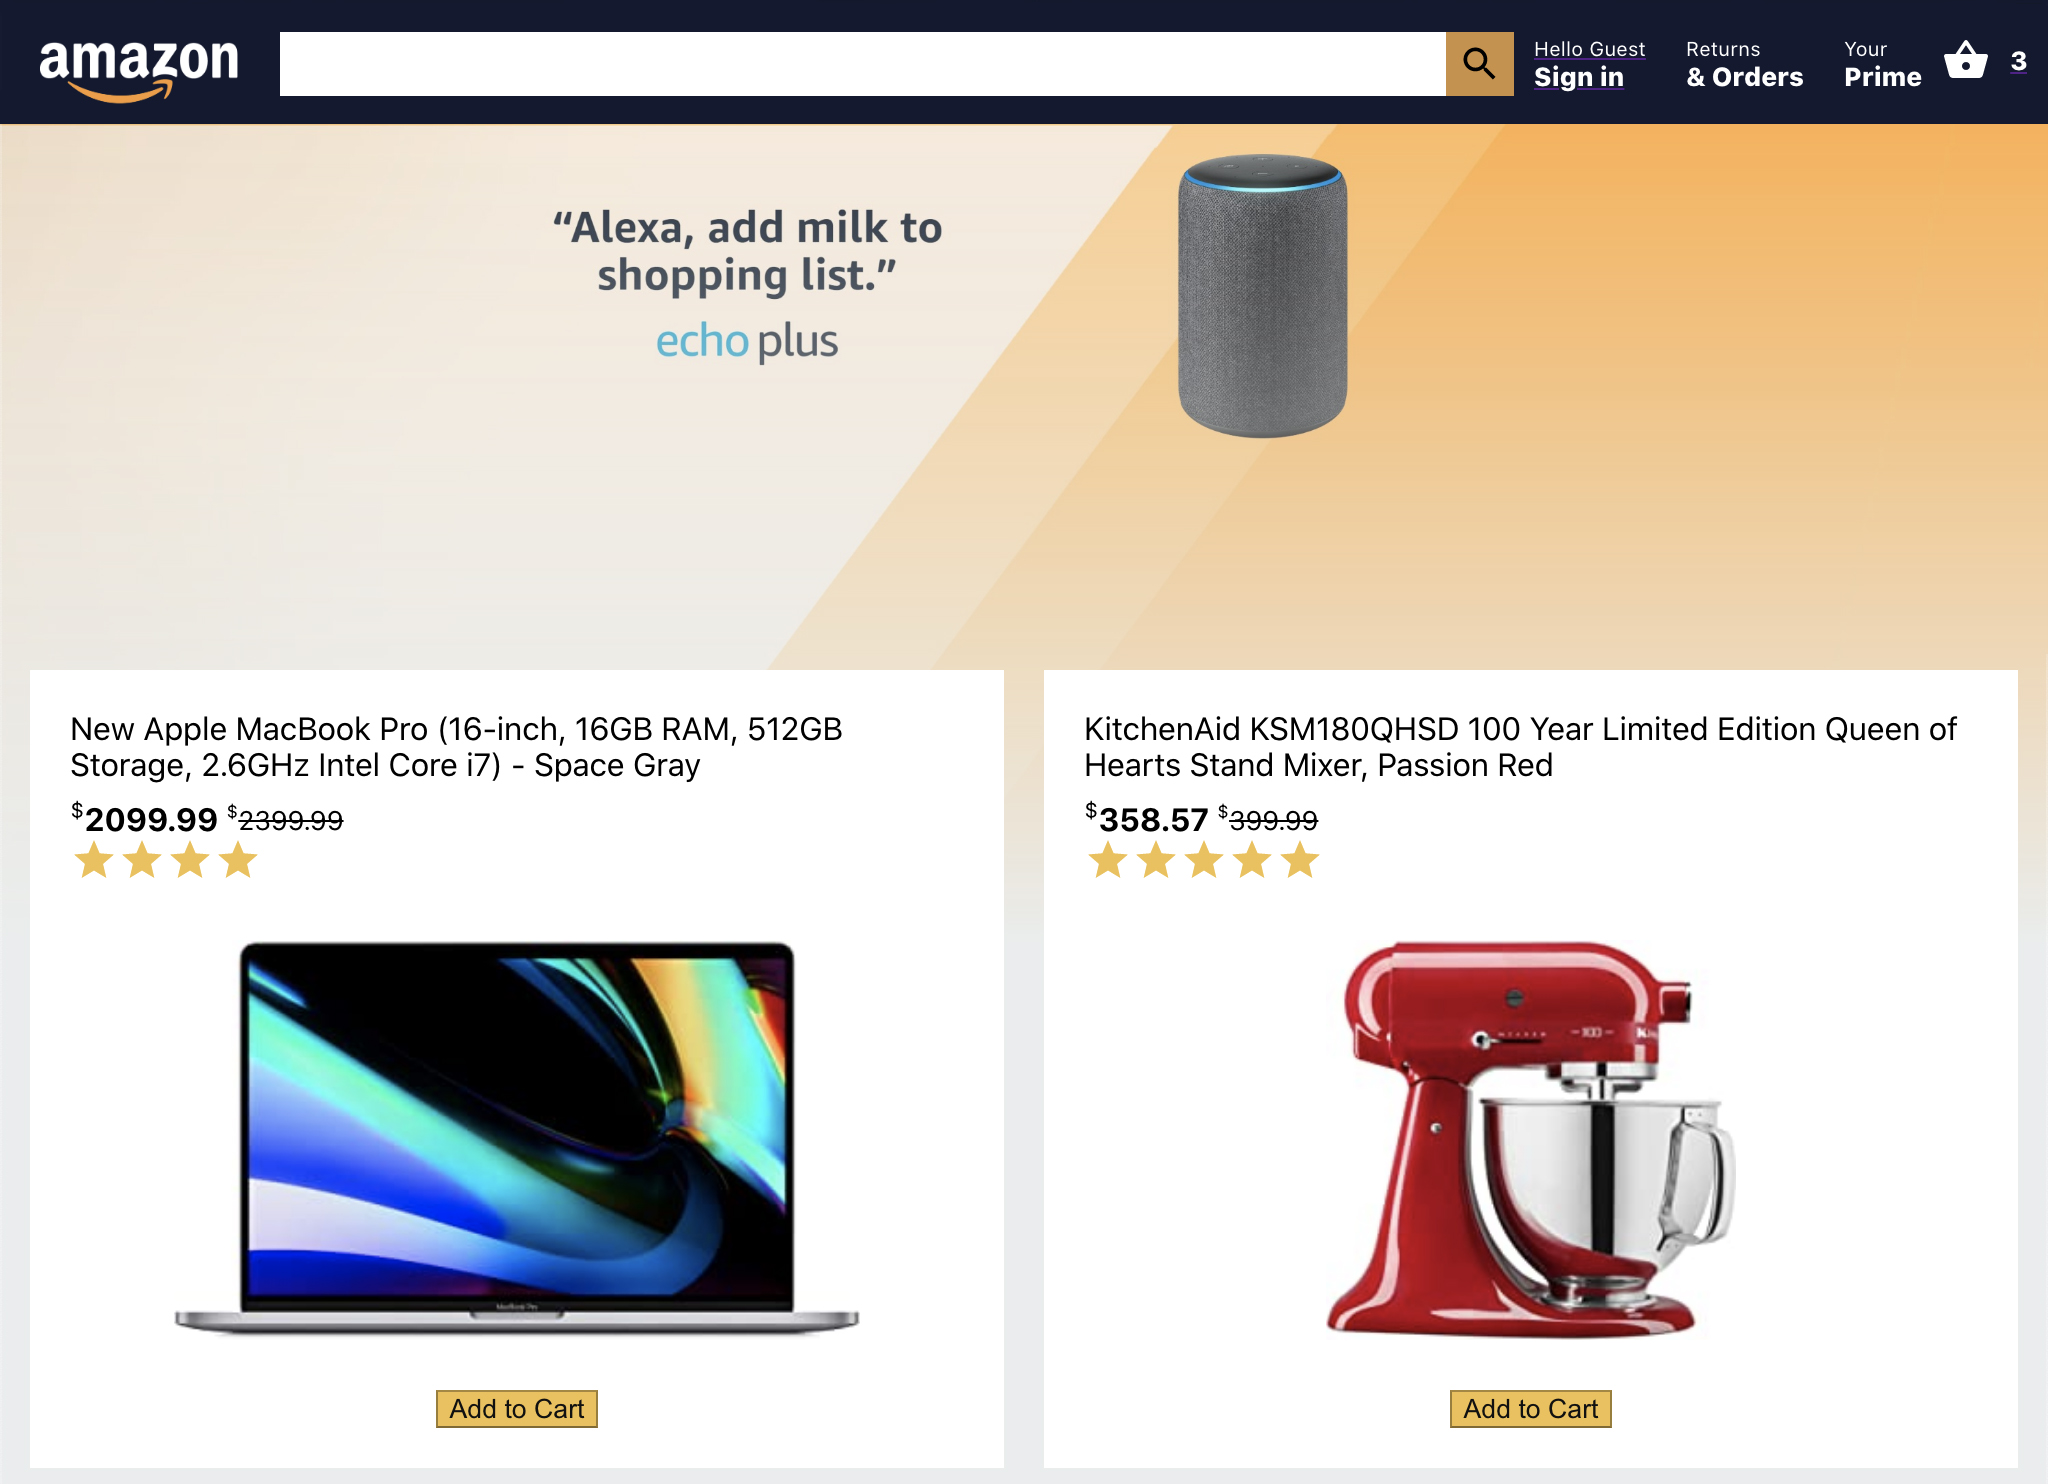 amazon
Hello Guest
Sign in
Returns
& Orders
Your
Prime
3
“Alexa, add milk to
shopping list.”
echo plus
New Apple MacBook Pro (16-inch, 16GB RAM, 512GB
Storage, 2.6GHz Intel Core i7) - Space Gray
$2099.99 $2399.99
KitchenAid KSM180QHSD 100 Year Limited Edition Queen of
Hearts Stand Mixer, Passion Red
$358.57 $399.99
MacBook Pro
100
Add to Cart
Add to Cart